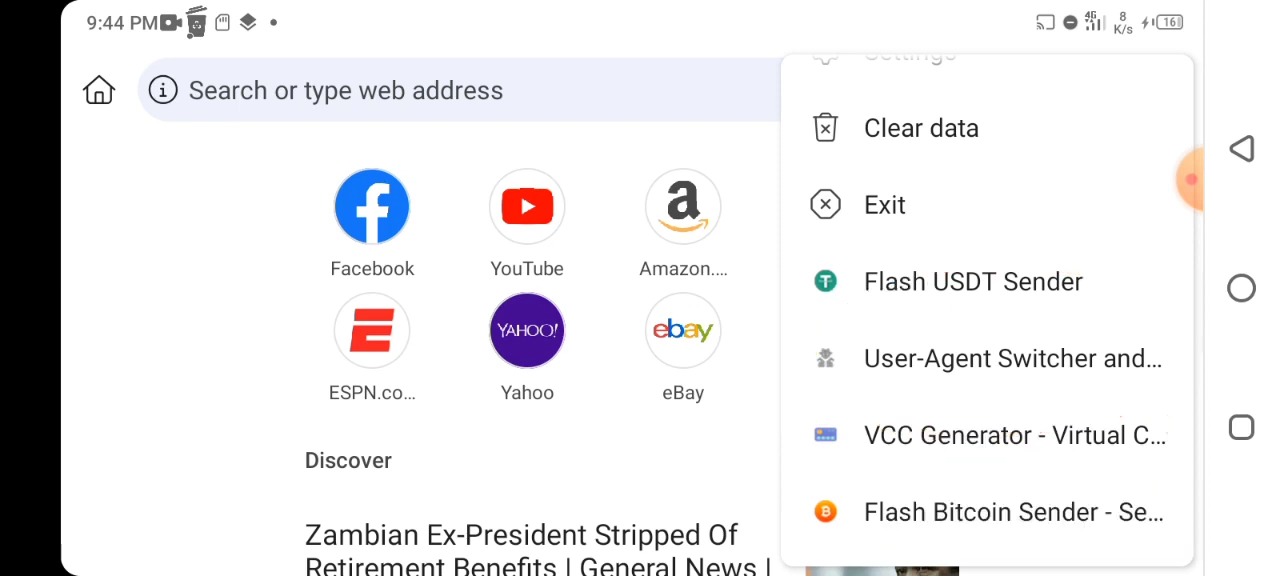 9:44 PM
4G
8
K/s
16
Search or type web address
Settings
Clear data
Exit
Flash USDT Sender
User-Agent Switcher and...
VCC Generator - Virtual C...
Flash Bitcoin Sender - Se...
Facebook
YouTube
a
Amazon....
E
ESPN.co...
YAHOO!
Yahoo
ebay
eBay
Discover
Zambian Ex-President Stripped Of
Retirement Benefits | General News |